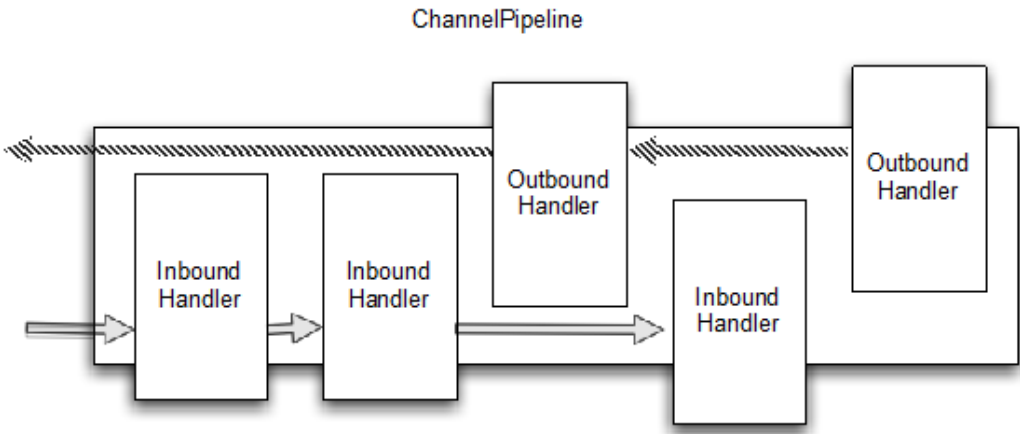 ChannelPipeline
Inbound
Handler
Inbound
Handler
Outbound
Handler
Inbound
Handler
Outbound
Handler